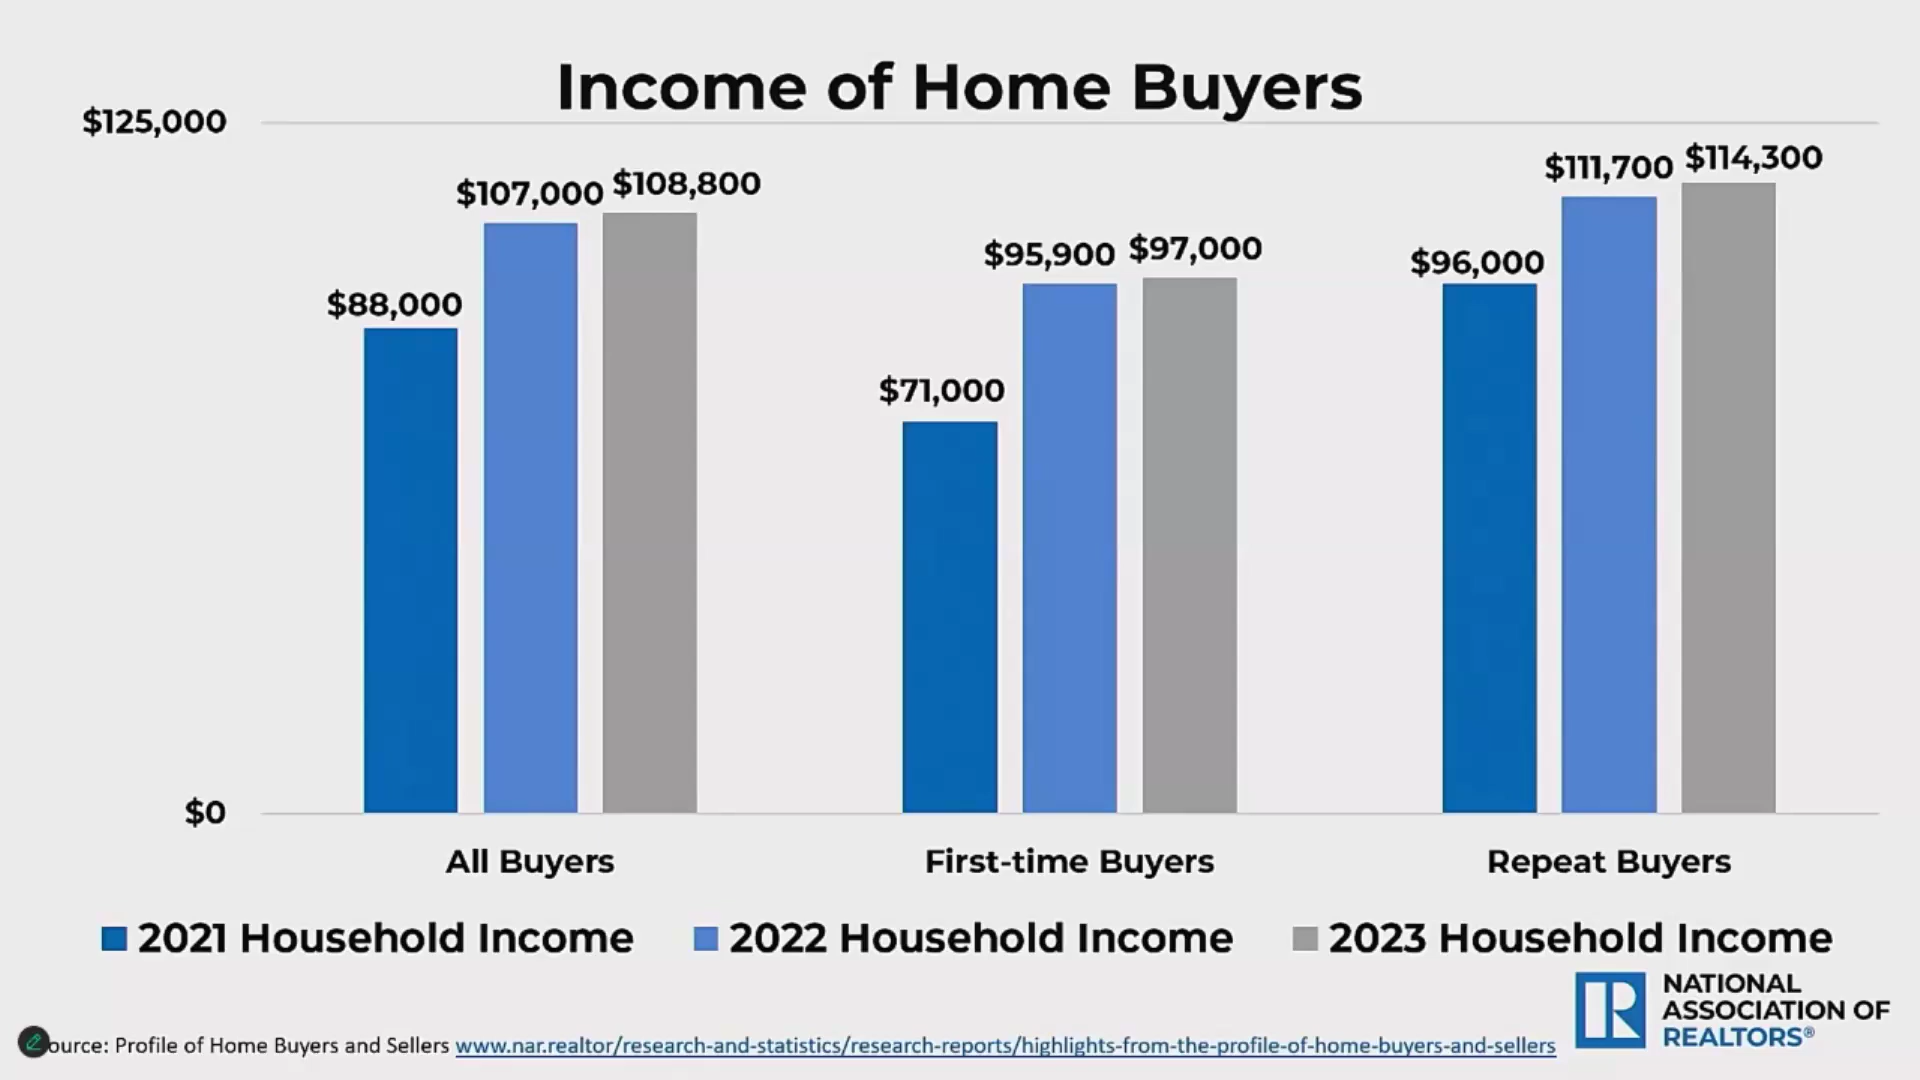 Income of Home Buyers
$125,000
$107,000 $108,800
$88,000
$95,900 $97,000
$71,000
$111,700 $114,300
$96,000
$0
All Buyers
First-time Buyers
Repeat Buyers
2021 Household Income
2022 Household Income
2023 Household Income
NATIONAL
ASSOCIATION OF
REALTORS®
ource: Profile of Home Buyers and Sellers www.nar.realtor/research-and-statistics/research-reports/highlights-from-the-profile-of-home-buyers-and-sellers